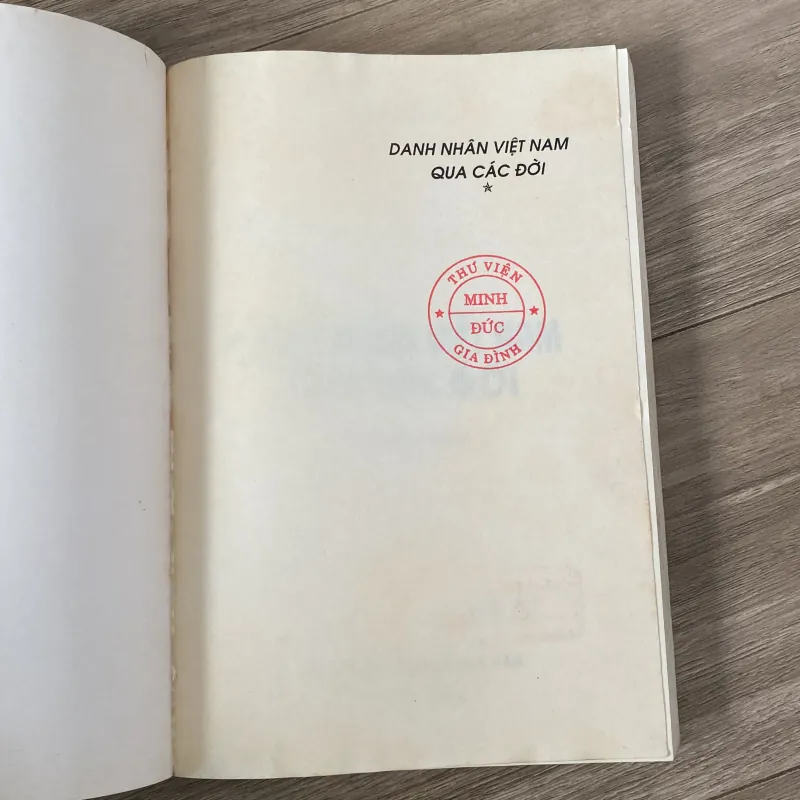 DANH NHÂN VIỆT NAM
QUA CÁC ĐỜI
THƯ VIỆN
MINH
ĐỨC
GIA ĐÌNH